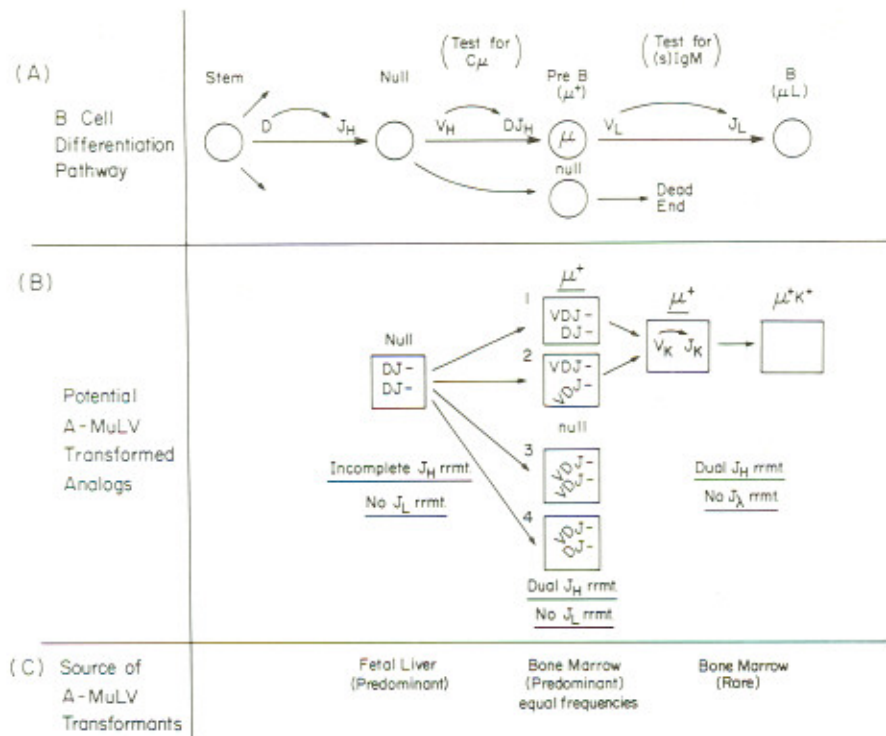 (A)
B Cell
Differentiation
Pathway
Stem
D
J_H
Null
(Test for
Cμ)
V_H
DJ_H
Pre B
(μ⁺)
μ
null
Dead
End
(Test for
(s)IgM)
V_L
J_L
B
(μL)
(B)
Potential
A-MuLV
Transformed
Analogs
Null
DJ-
DJ-
Incomplete J_H rrmt.
No J_L rrmt.
μ⁺
1
VDJ-
DJ-
2
VDJ-
VDJ-
null
3
VDJ-
VDJ-
4
VDJ-
DJ-
Dual J_H rrmt.
No J_L rrmt.
μ⁺
V_K J_K
μ⁺K⁺
Dual J_H rrmt.
No J_λ rrmt.
(C) Source of
A-MuLV
Transformants
Fetal Liver
(Predominant)
Bone Marrow
(Predominant)
equal frequencies
Bone Marrow
(Rare)